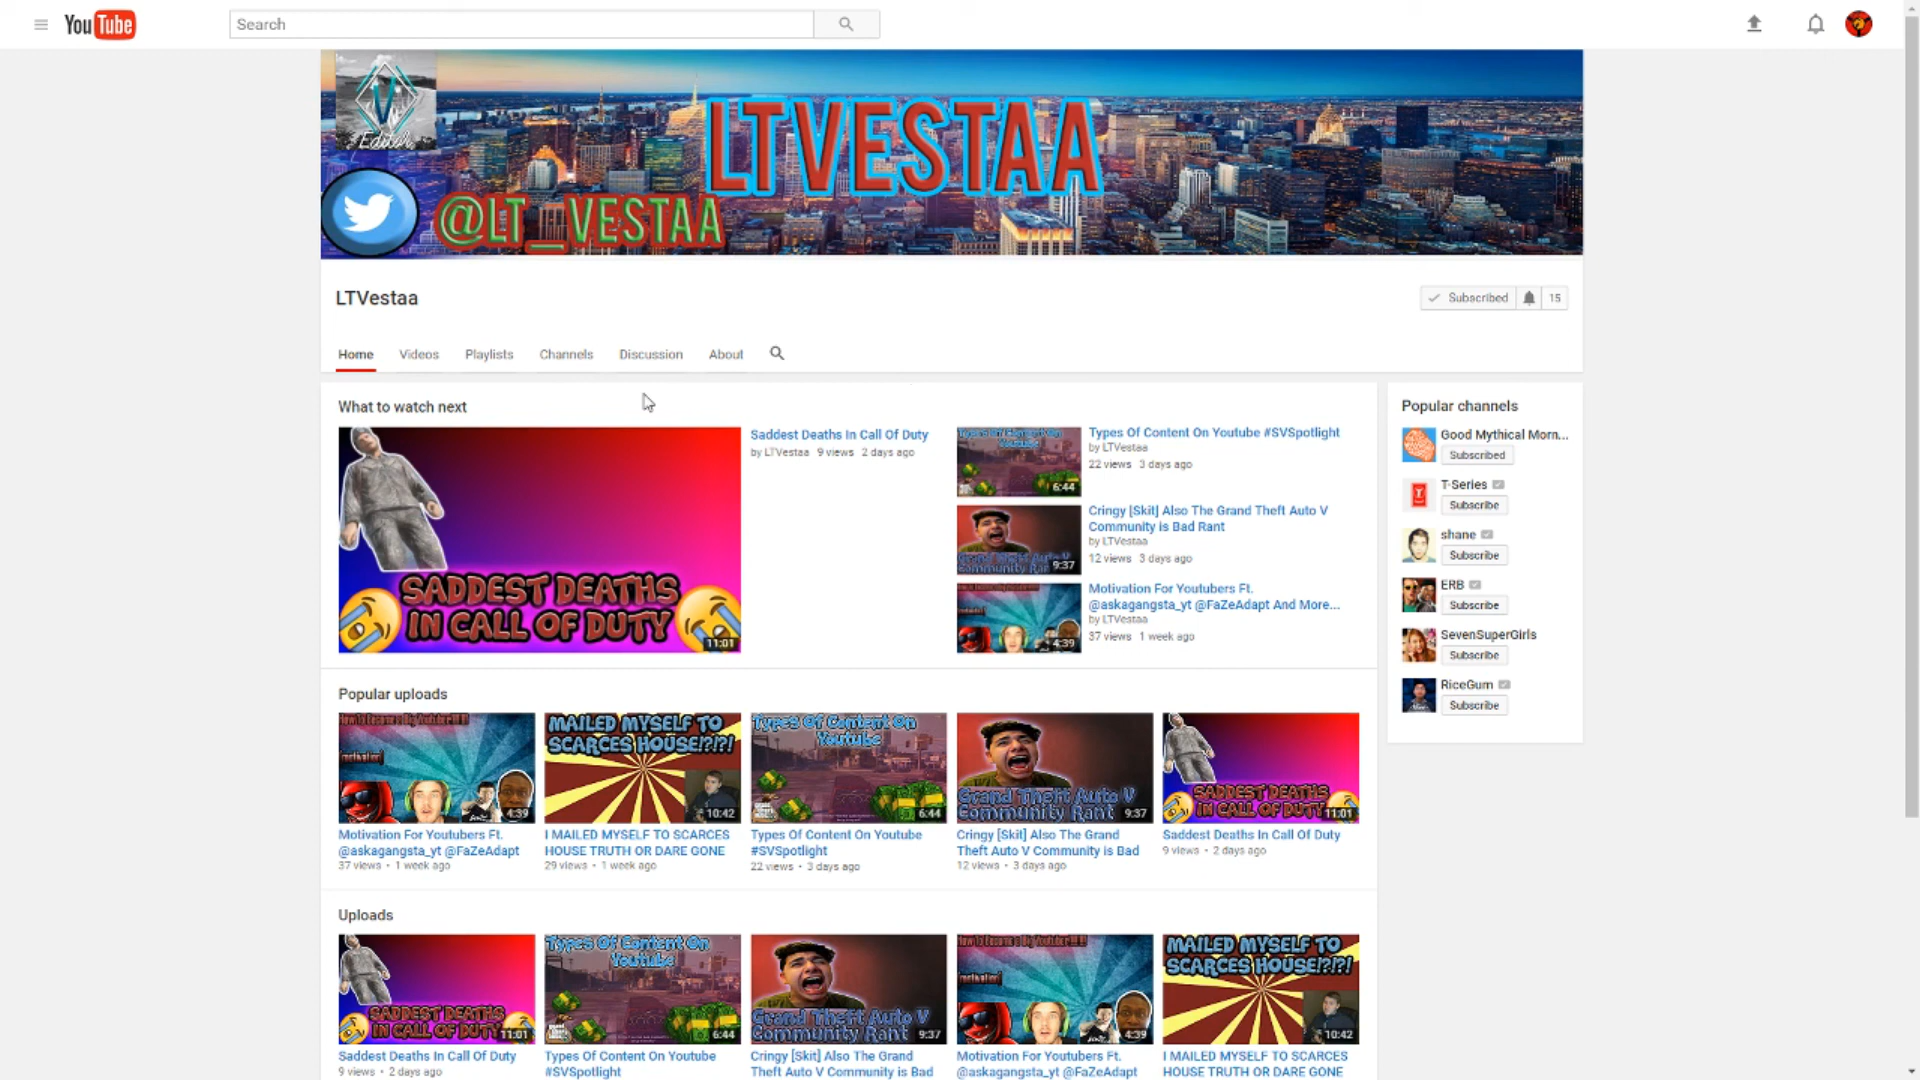 YouTube
Search
Editor
LTVESTAA
@LT_VESTAA
LTVestaa
Subscribed 15
Home Videos Playlists Channels Discussion About
What to watch next
SADDEST DEATHS
IN CALL OF DUTY
11:01
Saddest Deaths In Call Of Duty
by LTVestaa 9 views 2 days ago
Types Of Content On
Youtube
6:44
Types Of Content On Youtube #SVSpotlight
by LTVestaa
22 views 3 days ago
Grand Theft Auto V
Community Ran
9:37
Cringy [Skit] Also The Grand Theft Auto V
Community is Bad Rant
by LTVestaa
12 views 3 days ago
4:39
Motivation For Youtubers Ft.
@askagangsta_yt @FaZeAdapt And More...
by LTVestaa
37 views 1 week ago
Popular channels
Good Mythical Morn...
Subscribed
T-Series
Subscribe
shane
Subscribe
ERB
Subscribe
SevenSuperGirls
Subscribe
RiceGum
Subscribe
Popular uploads
How To Become a Big Youtuber!!!!!!
[motivation]
4:39
Motivation For Youtubers Ft.
@askagangsta_yt @FaZeAdapt
37 views • 1 week ago
MAILED MYSELF TO
SCARCES HOUSE!?!?!
10:42
I MAILED MYSELF TO SCARCES
HOUSE TRUTH OR DARE GONE
29 views • 1 week ago
Types Of Content On
Youtube
6:44
Types Of Content On Youtube
#SVSpotlight
22 views • 3 days ago
Grand Theft Auto V
Community Rant
9:37
Cringy [Skit] Also The Grand
Theft Auto V Community is Bad
12 views • 3 days ago
SADDEST DEATHS
IN CALL OF DUTY
11:01
Saddest Deaths In Call Of Duty
9 views • 2 days ago
Uploads
SADDEST DEATHS
IN CALL OF DUTY
11:01
Saddest Deaths In Call Of Duty
9 views • 2 days ago
Types Of Content On
Youtube
6:44
Types Of Content On Youtube
#SVSpotlight
Grand Theft Auto V
Community Rant
9:37
Cringy [Skit] Also The Grand
Theft Auto V Community is Bad
How To Become a Big Youtuber!!!!!!
[motivation]
4:39
Motivation For Youtubers Ft.
@askagangsta_yt @FaZeAdapt
MAILED MYSELF TO
SCARCES HOUSE!?!?!
10:42
I MAILED MYSELF TO SCARCES
HOUSE TRUTH OR DARE GONE